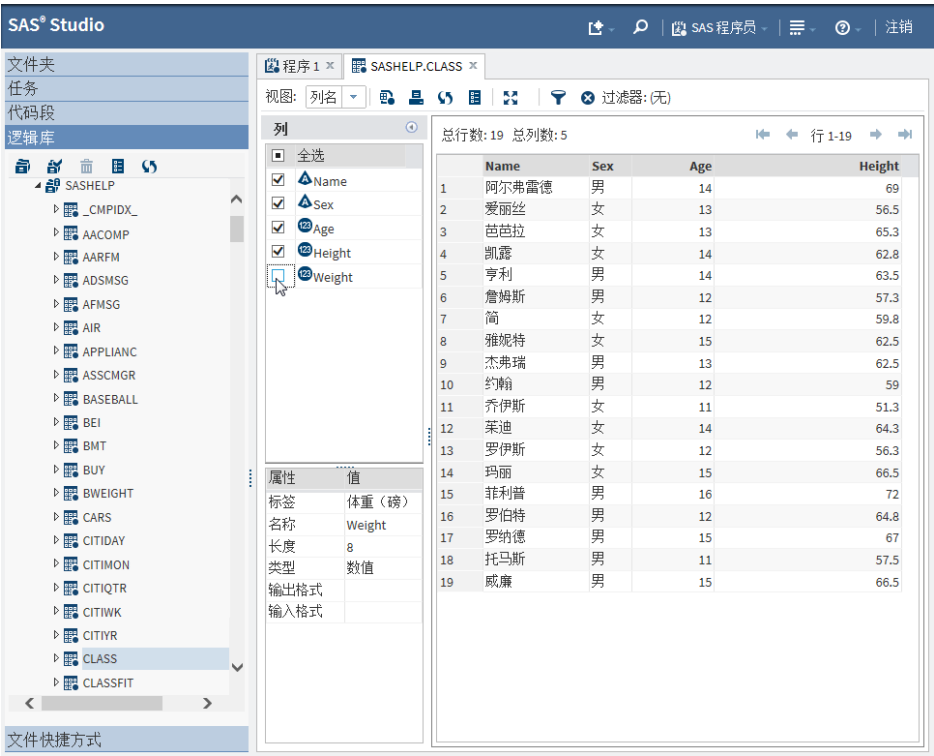 SAS® Studio
SAS 程序员
注销
文件夹
任务
代码段
逻辑库
SASHELP
_CMPIDX_
AACOMP
AARFM
ADSMSG
AFMSG
AIR
APPLIANC
ASSCMGR
BASEBALL
BEI
BMT
BUY
BWEIGHT
CARS
CITIDAY
CITIMON
CITIQTR
CITIWK
CITIYR
CLASS
CLASSFIT
文件快捷方式
程序 1
SASHELP.CLASS
视图: 列名
过滤器: (无)
列
全选
Name
Sex
Age
Height
Weight
属性 值
标签 体重（磅）
名称 Weight
长度 8
类型 数值
输出格式
输入格式
总行数: 19 总列数: 5
行 1-19
Name Sex Age Height
1 阿尔弗雷德 男 14 69
2 爱丽丝 女 13 56.5
3 芭芭拉 女 13 65.3
4 凯露 女 14 62.8
5 亨利 男 14 63.5
6 詹姆斯 男 12 57.3
7 简 女 12 59.8
8 雅妮特 女 15 62.5
9 杰弗瑞 男 13 62.5
10 约翰 男 12 59
11 乔伊斯 女 11 51.3
12 茱迪 女 14 64.3
13 罗伊斯 女 12 56.3
14 玛丽 女 15 66.5
15 菲利普 男 16 72
16 罗伯特 男 12 64.8
17 罗纳德 男 15 67
18 托马斯 男 11 57.5
19 威廉 男 15 66.5